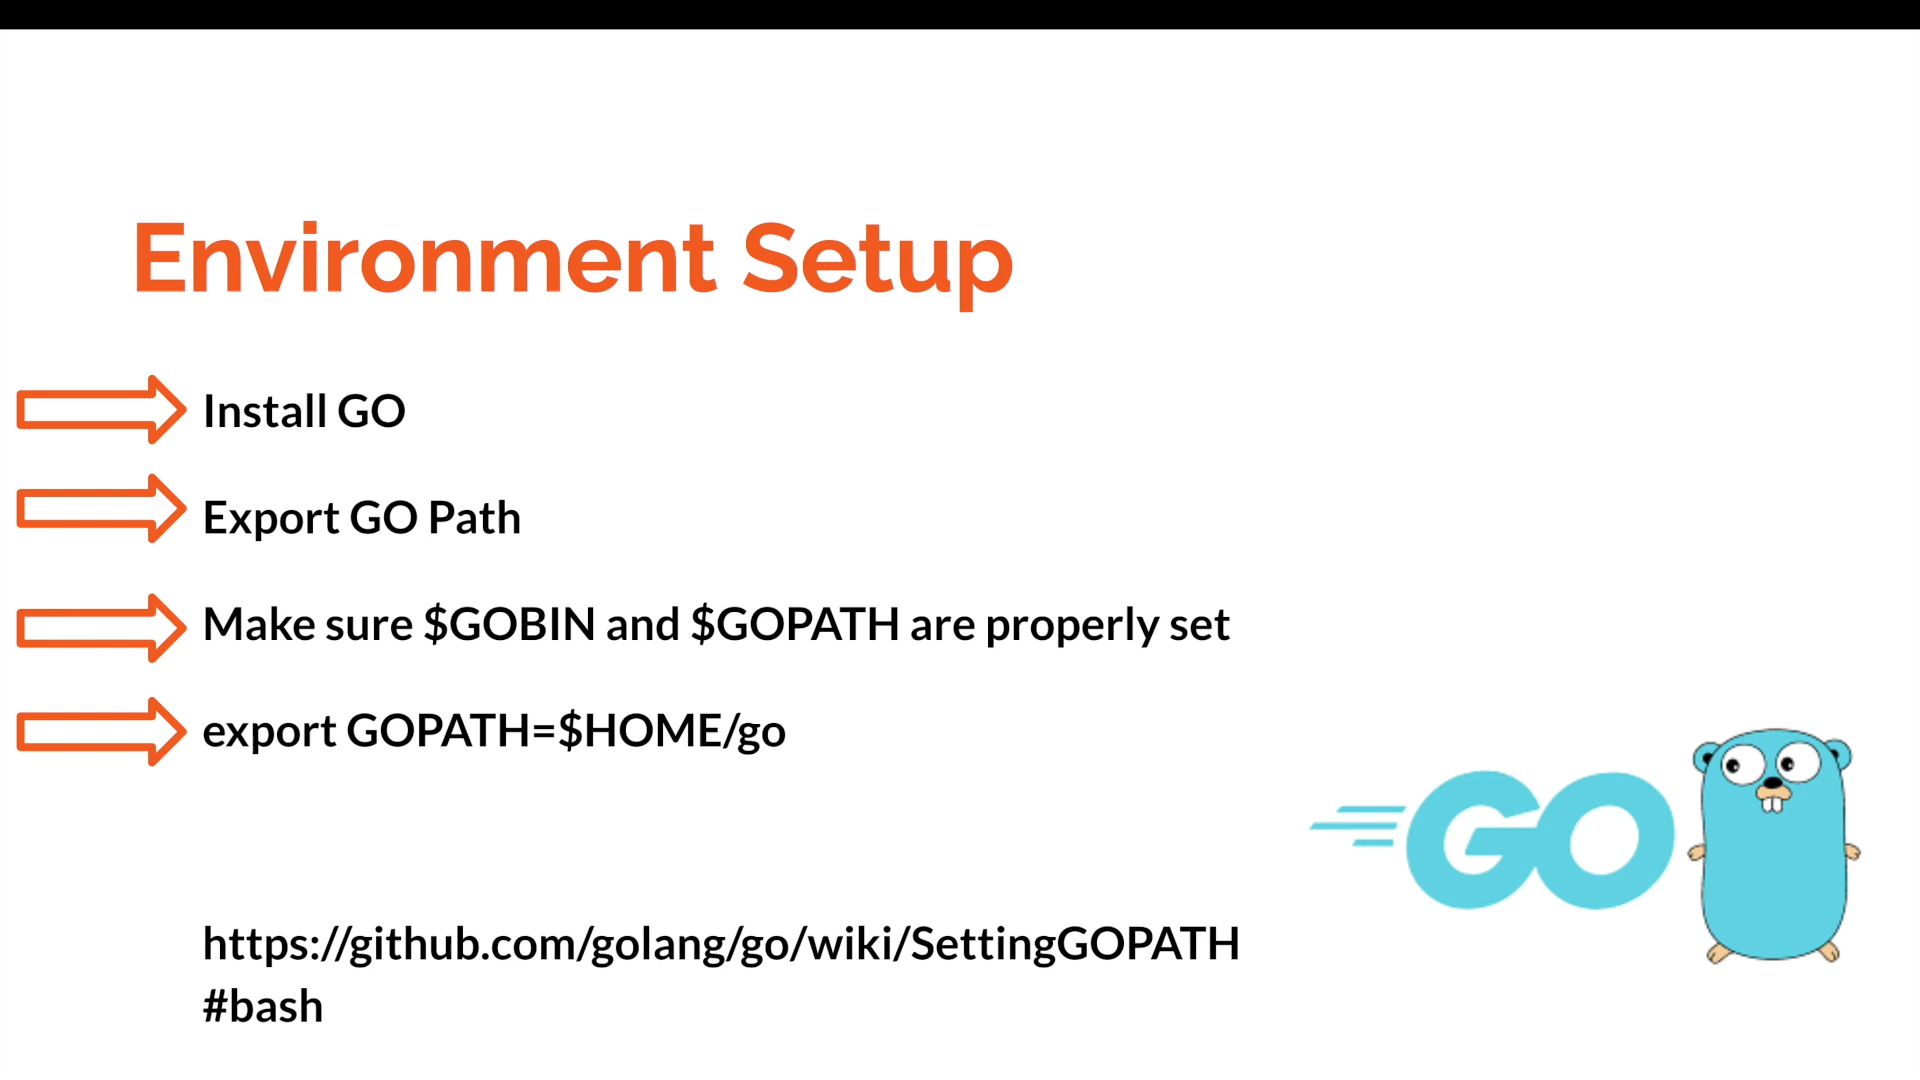 Environment Setup
Install GO
Export GO Path
Make sure $GOBIN and $GOPATH are properly set
export GOPATH=$HOME/go
GO
https://github.com/golang/go/wiki/SettingGOPATH
#bash